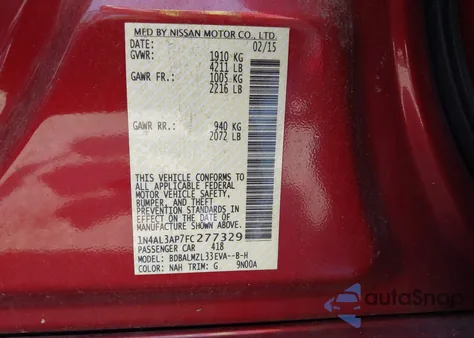 MFD BY NISSAN MOTOR CO., LTD.
DATE: 02/15
GVWR: 1910 KG
4211 LB
GAWR FR.: 1005 KG
2216 LB
GAWR RR.: 940 KG
2072 LB
THIS VEHICLE CONFORMS TO
ALL APPLICABLE FEDERAL
MOTOR VEHICLE SAFETY,
BUMPER, AND THEFT
PREVENTION STANDARDS
IN EFFECT ON THE DATE OF
MANUFACTURE SHOWN ABOVE.
1N4AL3AP7FC277329
PASSENGER CAR 418
MODEL: BDBALMZL33EVA--B-H
COLOR: NAH TRIM: G 9N00A
autoSnap